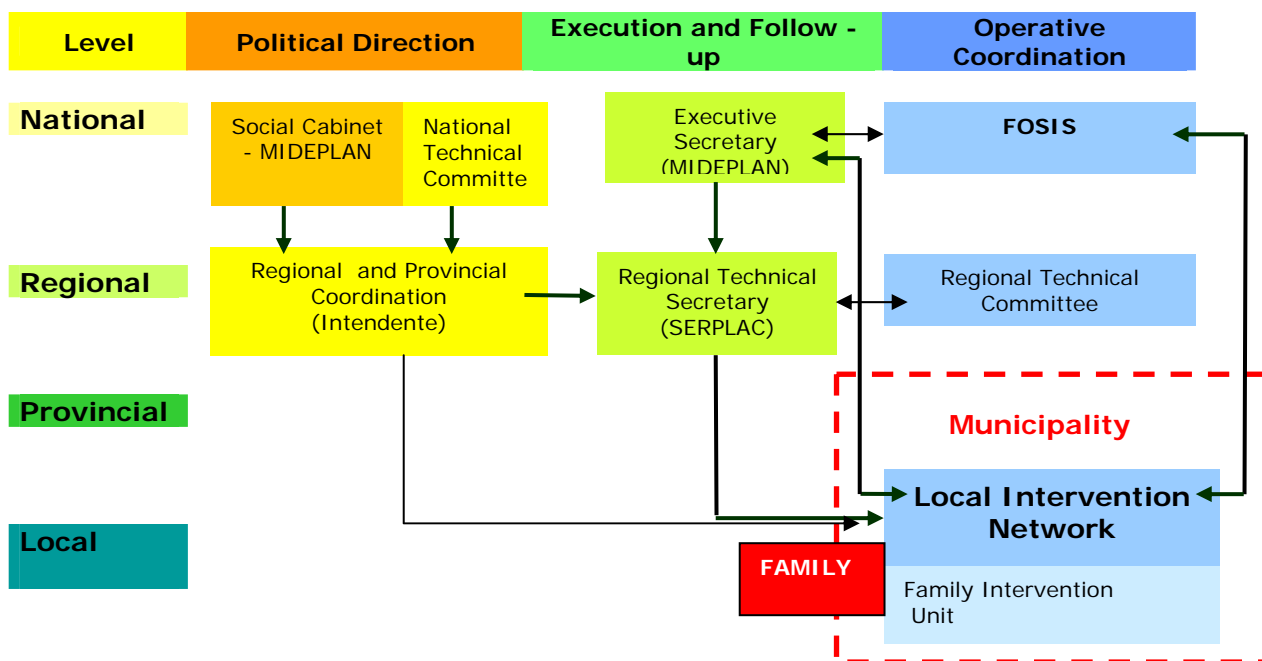 Level
Political Direction
Execution and Follow -
up
Operative
Coordination
National
Social Cabinet
- MIDEPLAN
National
Technical
Committe
Executive
Secretary
(MIDEPLAN)
FOSIS
Regional
Regional and Provincial
Coordination
(Intendente)
Regional Technical
Secretary
(SERPLAC)
Regional Technical
Committee
Provincial
Municipality
Local
Local Intervention
Network
FAMILY
Family Intervention
Unit